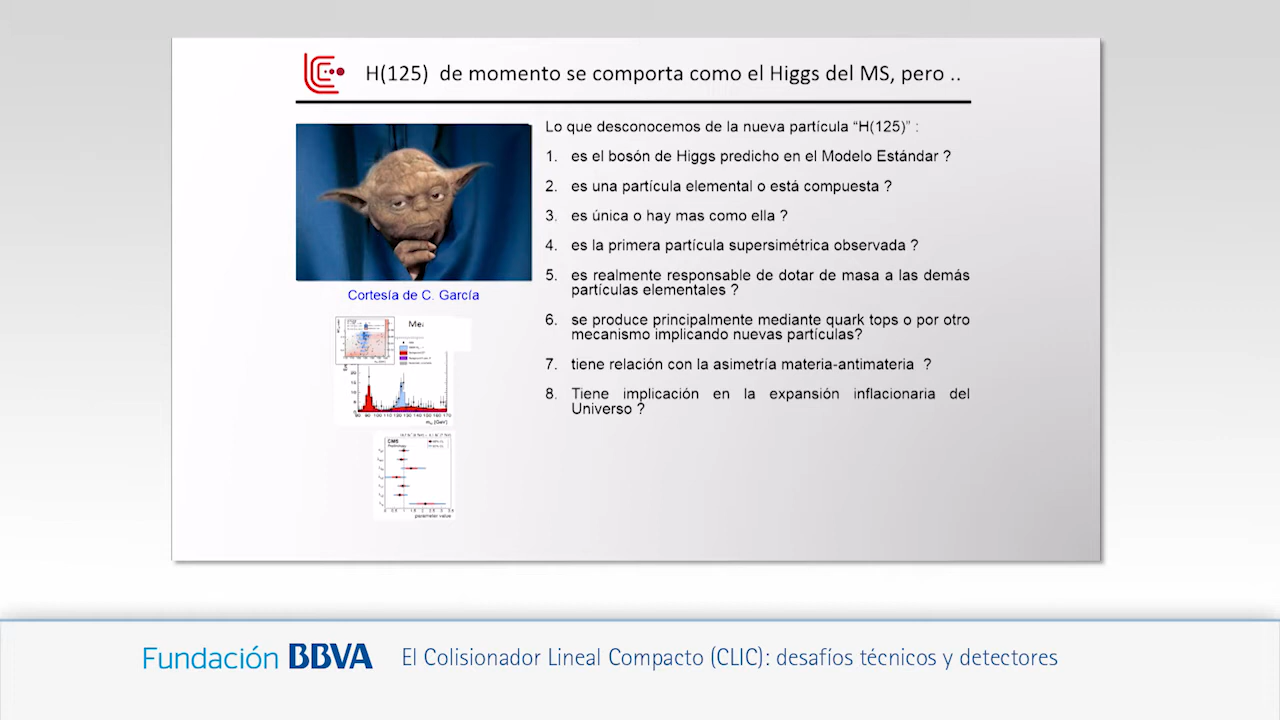 H(125) de momento se comporta como el Higgs del MS, pero ..
Lo que desconocemos de la nueva partícula “H(125)” :
1. es el bosón de Higgs predicho en el Modelo Estándar ?
2. es una partícula elemental o está compuesta ?
3. es única o hay mas como ella ?
4. es la primera partícula supersimétrica observada ?
5. es realmente responsable de dotar de masa a las demás
partículas elementales ?
6. se produce principalmente mediante quark tops o por otro
mecanismo implicando nuevas partículas?
7. tiene relación con la asimetría materia-antimateria ?
8. Tiene implicación en la expansión inflacionaria del
Universo ?
Cortesía de C. García
CMS
parameter value
Fundación BBVA
El Colisionador Lineal Compacto (CLIC): desafíos técnicos y detectores